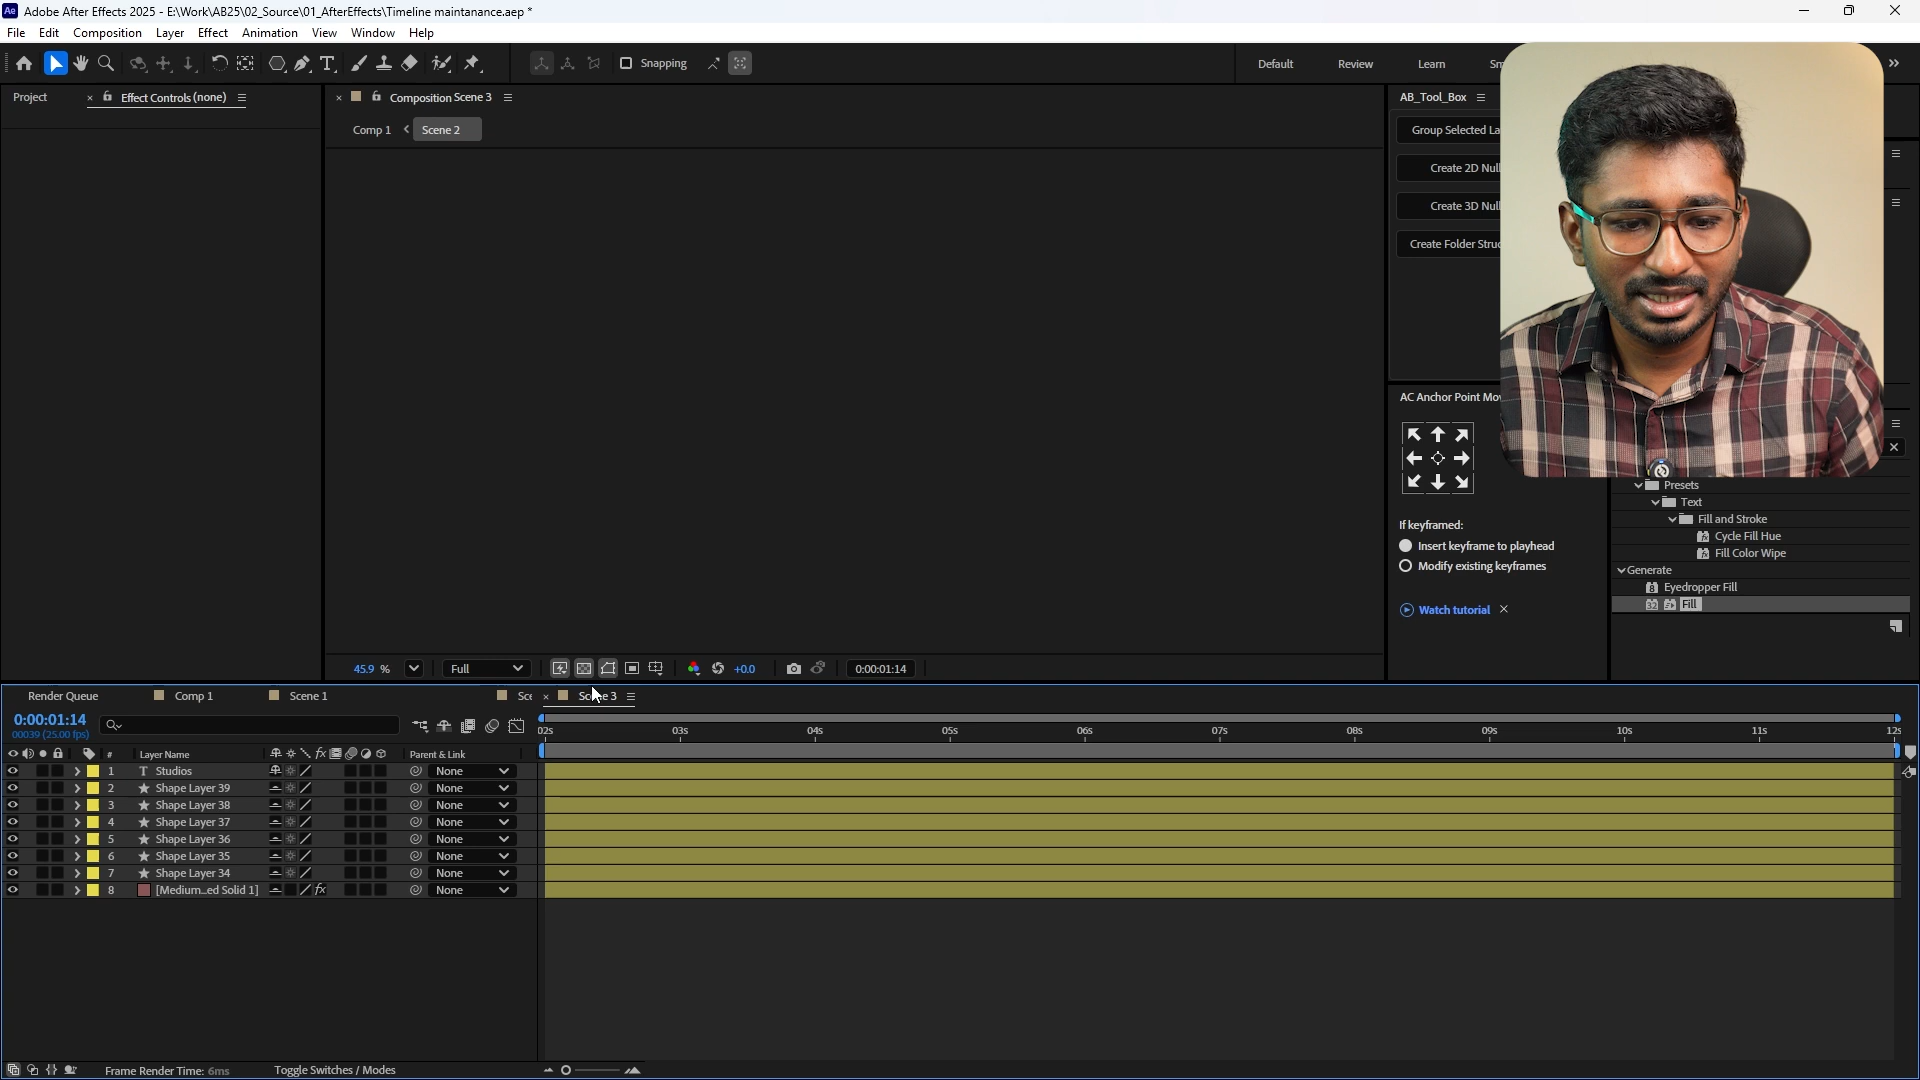 Adobe After Effects 2025 - E:\Work\AB25\02_Source\01_AfterEffects\Timeline maintanance.aep *
File Edit Composition Layer Effect Animation View Window Help
Snapping
Default Review Learn
Project
Effect Controls (none)
Composition Scene 3
AB_Tool_Box
Comp 1
Scene 2
Group Selected
Create 2D Null
Create 3D Null
Create Folder
AC Anchor Point
If keyframed:
Insert keyframe to playhead
Modify existing keyframes
Watch tutorial
Presets
Text
Fill and Stroke
Cycle Fill Hue
Fill Color Wipe
Generate
Eyedropper Fill
32 Fill
45.9 % Full +0.0 0:00:01:14
Render Queue Comp 1 Scene 1 Scene 3
0:00:01:14
00039 (25.00 fps)
02s 03s 04s 05s 06s 07s 08s 09s 10s 11s 12s
# Layer Name fx Parent & Link
1 T Studios None
2 Shape Layer 39 None
3 Shape Layer 38 None
4 Shape Layer 37 None
5 Shape Layer 36 None
6 Shape Layer 35 None
7 Shape Layer 34 None
8 [Medium...ed Solid 1] fx None
Frame Render Time: 6ms Toggle Switches / Modes